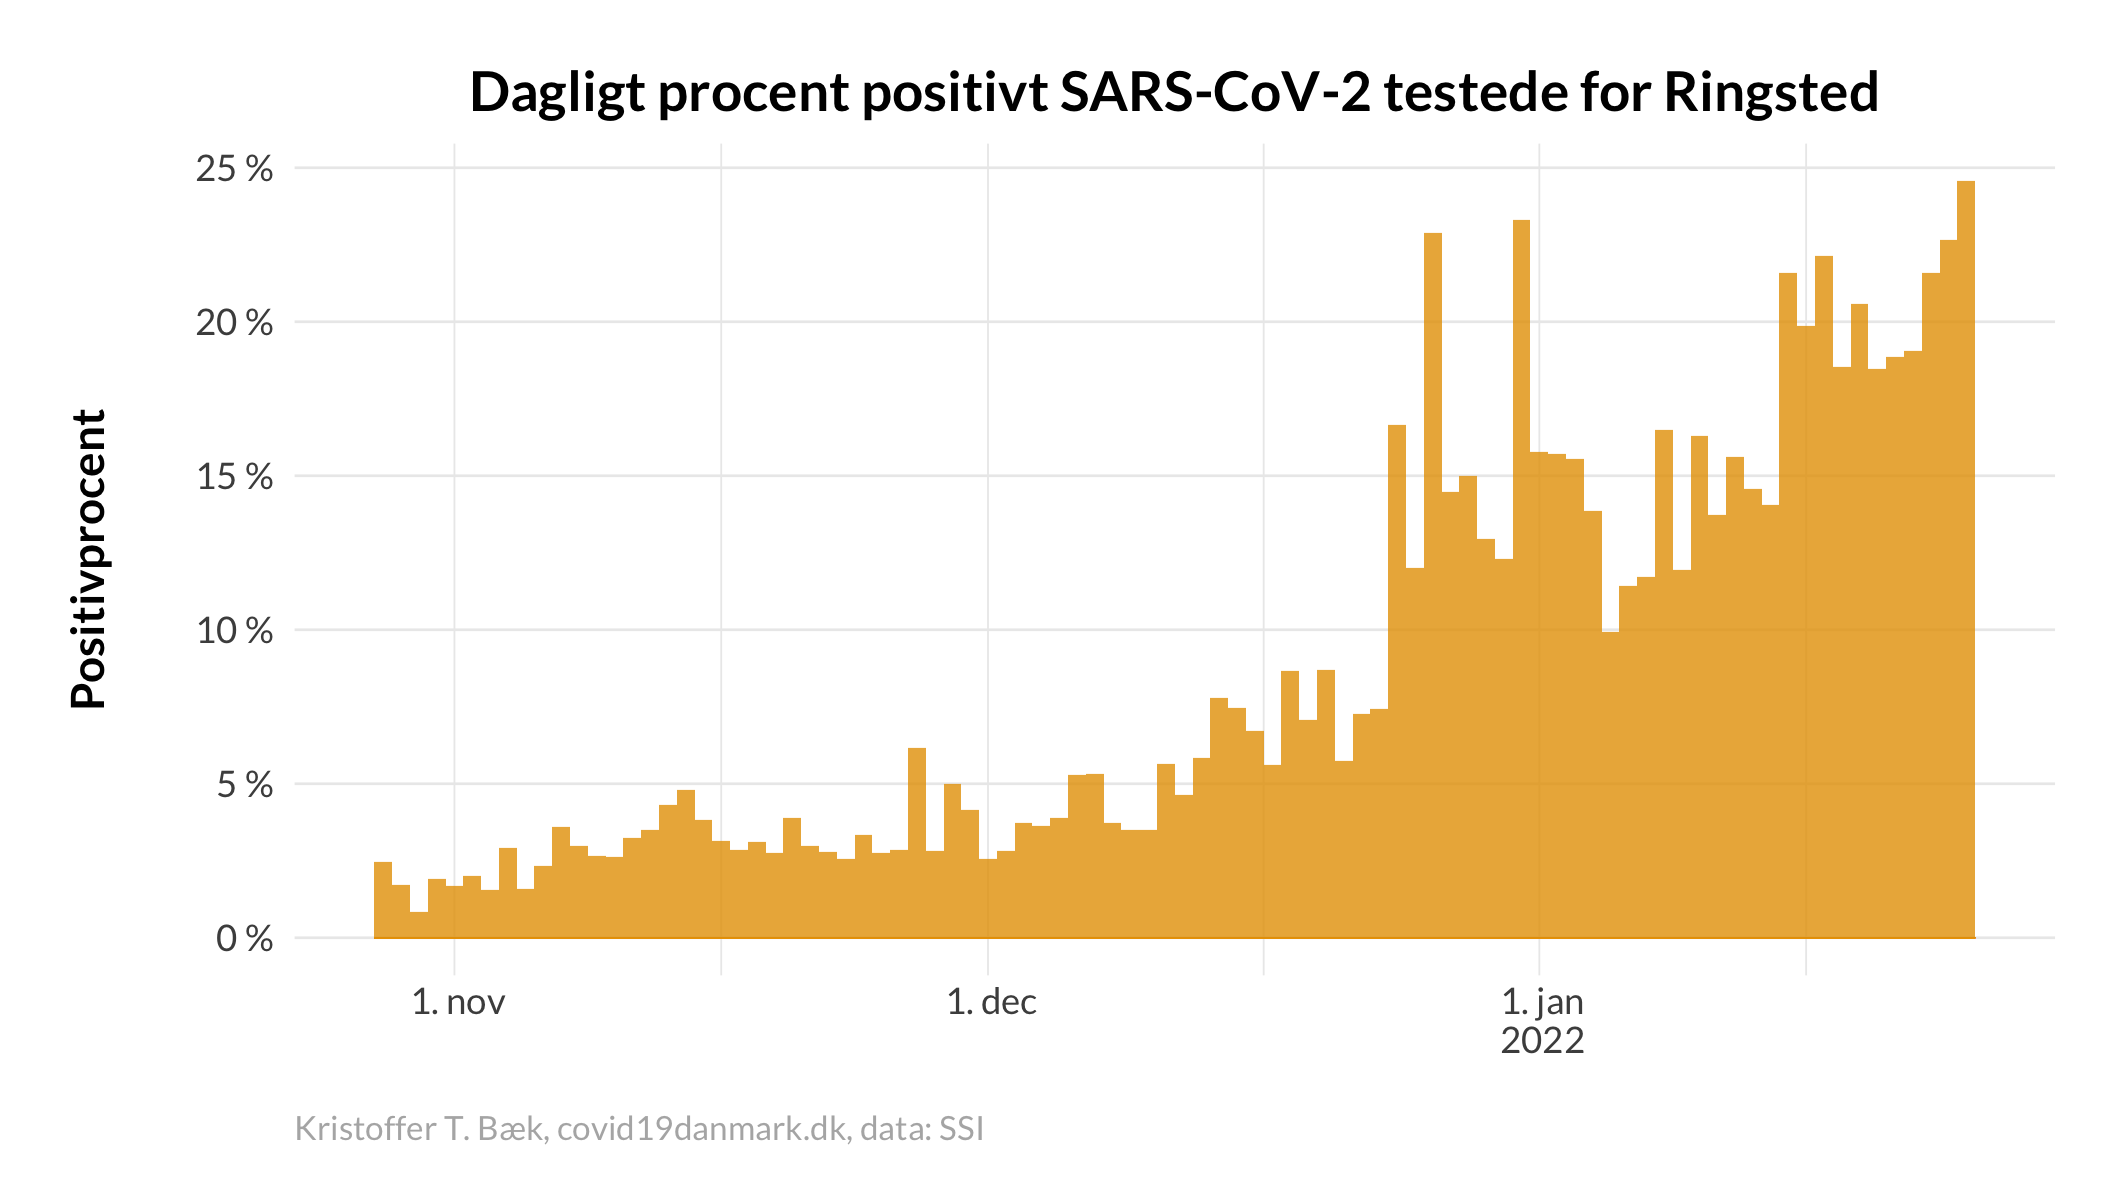 Dagligt procent positivt SARS-CoV-2 testede for Ringsted
Positivprocent
25 %
20 %
15 %
10 %
5 %
0 %
1. nov
1. dec
1. jan
2022
Kristoffer T. Bæk, covid19danmark.dk, data: SSI